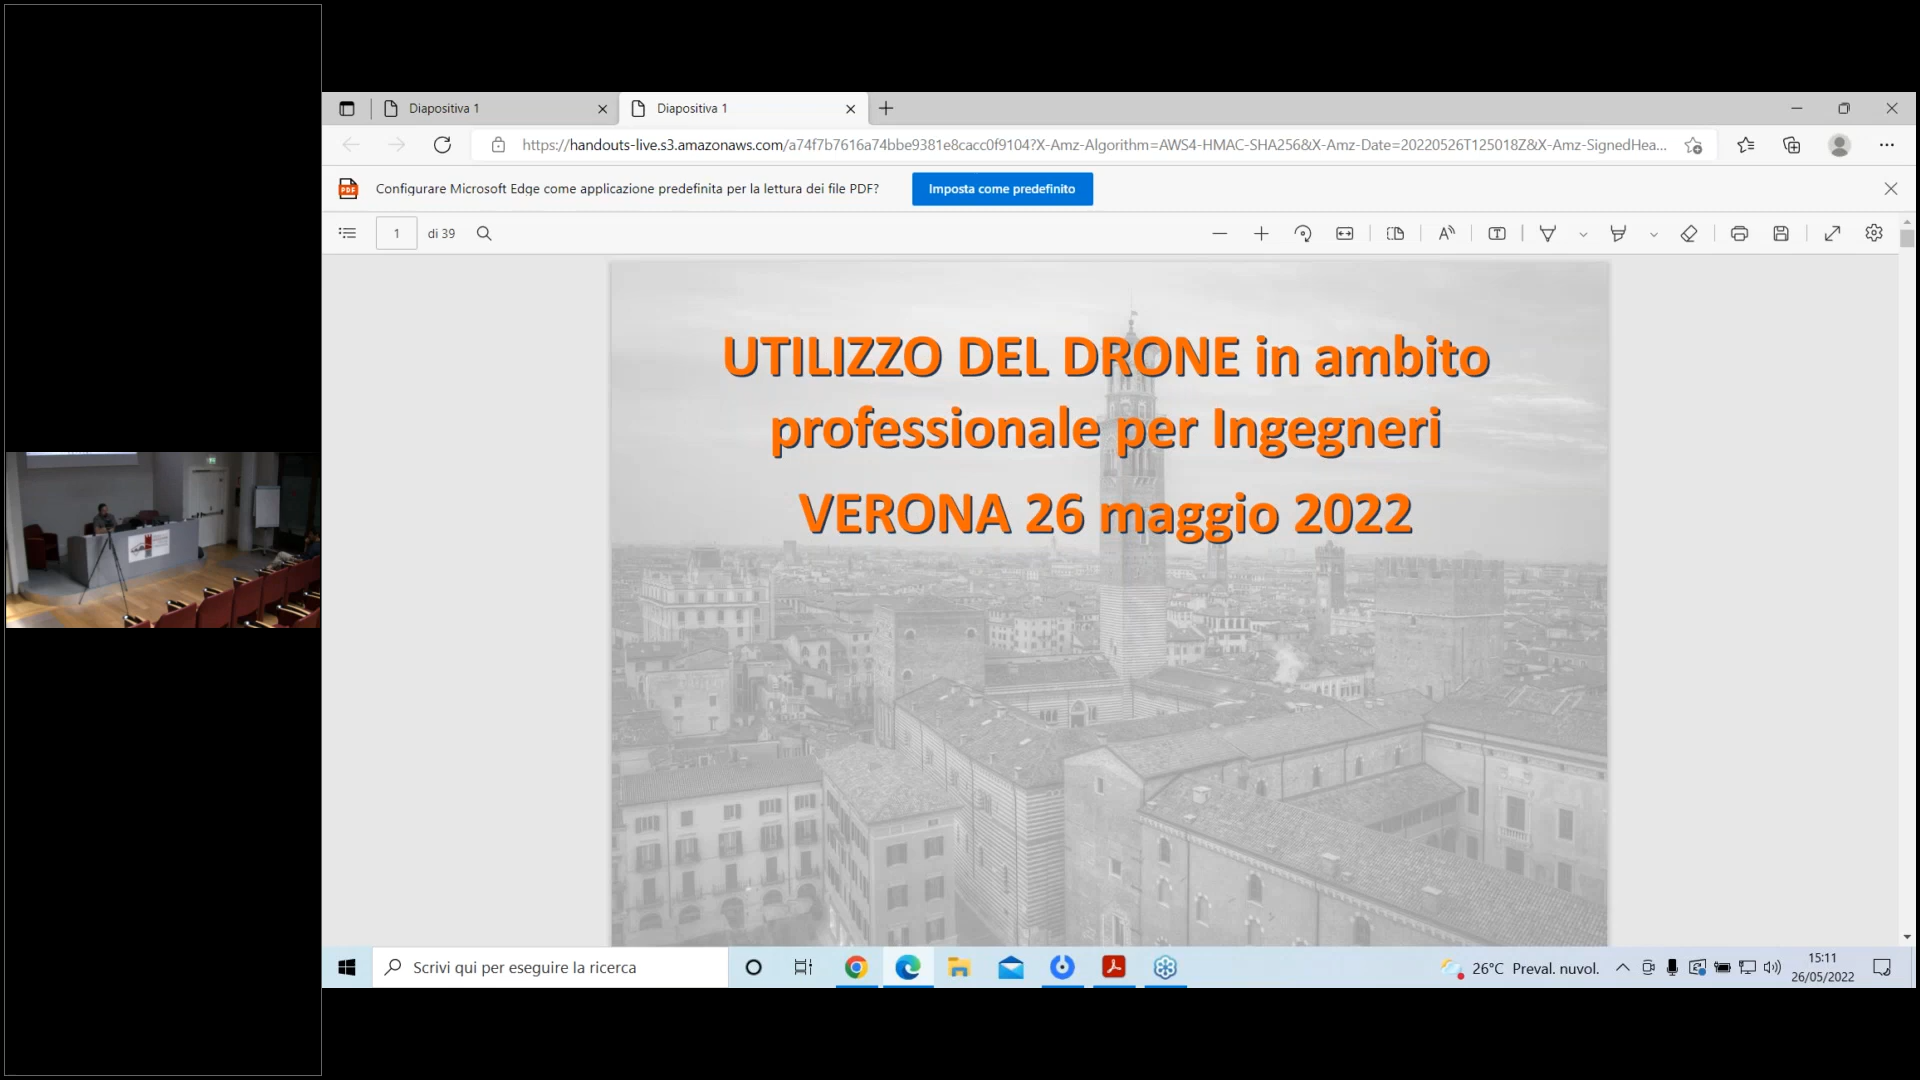 Diapositiva 1
Diapositiva 1
https://handouts-live.s3.amazonaws.com/a74f7b7616a74bbe9381e8cacc0f9104?X-Amz-Algorithm=AWS4-HMAC-SHA256&X-Amz-Date=20220526T125018Z&X-Amz-SignedHea...
PDF
Configurare Microsoft Edge come applicazione predefinita per la lettura dei file PDF?
Imposta come predefinito
1 di 39
UTILIZZO DEL DRONE in ambito
professionale per Ingegneri
VERONA 26 maggio 2022
Scrivi qui per eseguire la ricerca
26°C Preval. nuvol.
15:11
26/05/2022